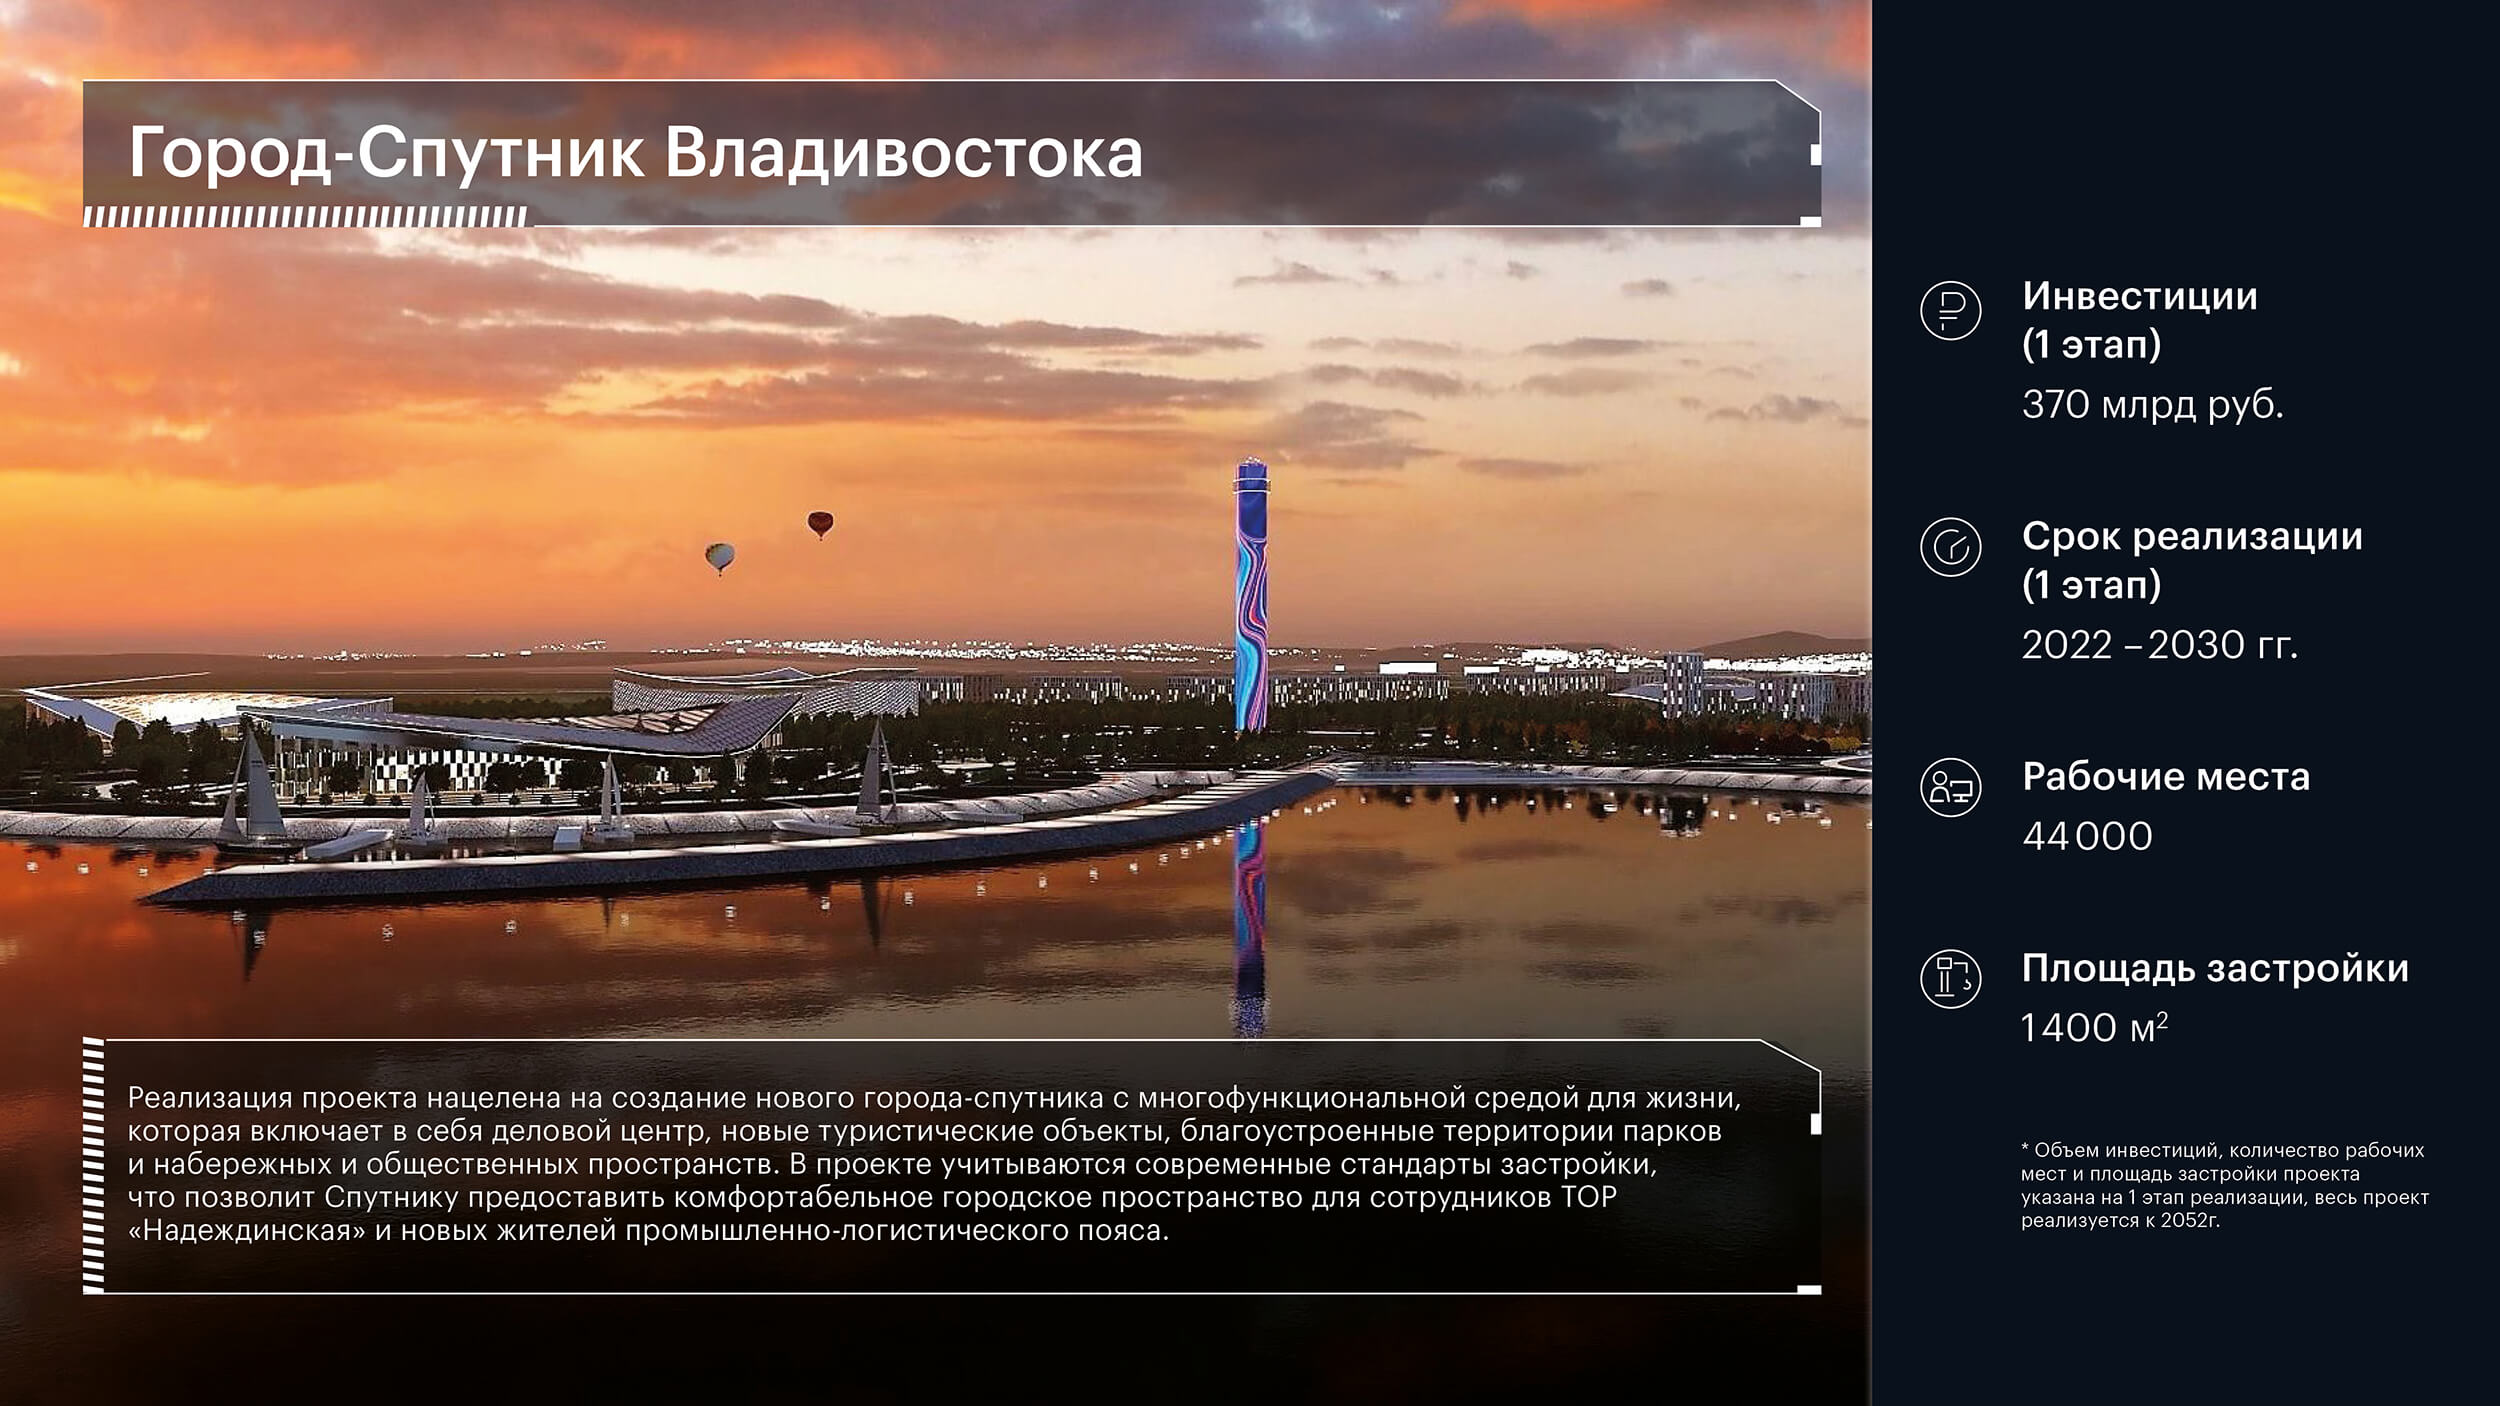 Город-Спутник Владивостока
Инвестиции
(1 этап)
370 млрд руб.
Срок реализации
(1 этап)
2022 – 2030 гг.
Рабочие места
44 000
Площадь застройки
1400 м²
* Объем инвестиций, количество рабочих
мест и площадь застройки проекта
указана на 1 этап реализации, весь проект
реализуется к 2052г.
Реализация проекта нацелена на создание нового города-спутника с многофункциональной средой для жизни,
которая включает в себя деловой центр, новые туристические объекты, благоустроенные территории парков
и набережных и общественных пространств. В проекте учитываются современные стандарты застройки,
что позволит Спутнику предоставить комфортабельное городское пространство для сотрудников ТОР
«Надеждинская» и новых жителей промышленно-логистического пояса.